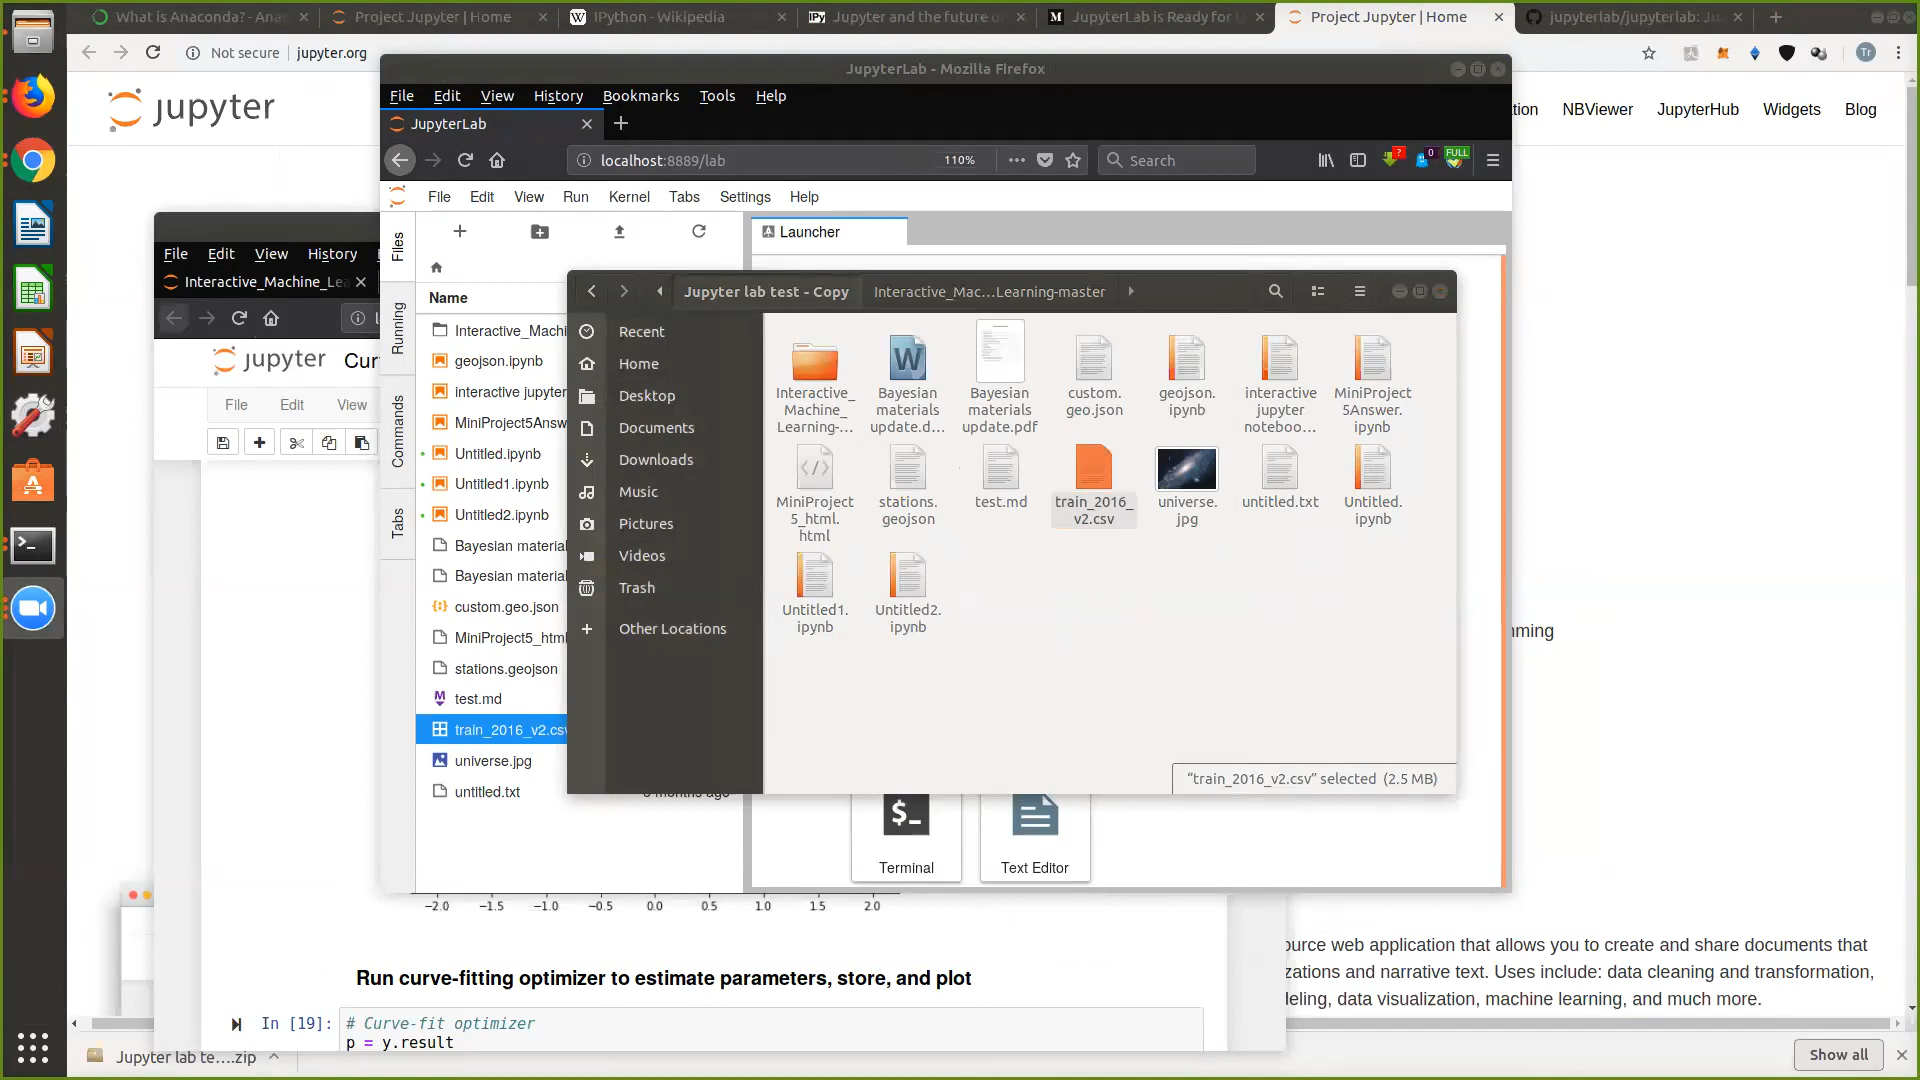 What is Anaconda? - Ana
Project Jupyter | Home
IPython - Wikipedia
Jupyter and the future of
JupyterLab is Ready for U
Project Jupyter | Home
jupyterlab/jupyterlab: Ju
Not secure
jupyter.org
Tr
jupyter
NBViewer
JupyterHub
Widgets
Blog
JupyterLab - Mozilla Firefox
File Edit View History Bookmarks Tools Help
JupyterLab
localhost:8889/lab
110%
Search
?
0
FULL
File Edit View Run Kernel Tabs Settings Help
Files
Running
Commands
Tabs
Launcher
Name
Interactive_Machi
geojson.ipynb
interactive jupyter
MiniProject5Answ
Untitled.ipynb
Untitled1.ipynb
Untitled2.ipynb
Bayesian material
Bayesian material
custom.geo.json
MiniProject5_html
stations.geojson
test.md
train_2016_v2.csv
universe.jpg
untitled.txt
Terminal
Text Editor
Jupyter lab test - Copy
Interactive_Mac...Learning-master
Recent
Home
Desktop
Documents
Downloads
Music
Pictures
Videos
Trash
Other Locations
Interactive_
Machine_
Learning-...
Bayesian
materials
update.d...
Bayesian
materials
update.pdf
custom.
geo.json
geojson.
ipynb
interactive
jupyter
noteboo...
MiniProject
5Answer.
ipynb
MiniProject
5_html.
html
stations.
geojson
test.md
train_2016_
v2.csv
universe.
jpg
untitled.txt
Untitled.
ipynb
Untitled1.
ipynb
Untitled2.
ipynb
"train_2016_v2.csv" selected (2.5 MB)
File Edit View History
Interactive_Machine_Lea
jupyter
File Edit View
−2.0 −1.5 −1.0 −0.5 0.0 0.5 1.0 1.5 2.0
Run curve-fitting optimizer to estimate parameters, store, and plot
In [19]:
# Curve-fit optimizer
p = y.result
web application that allows you to create and share documents that
and narrative text. Uses include: data cleaning and transformation,
data visualization, machine learning, and much more.
Jupyter lab te....zip
Show all